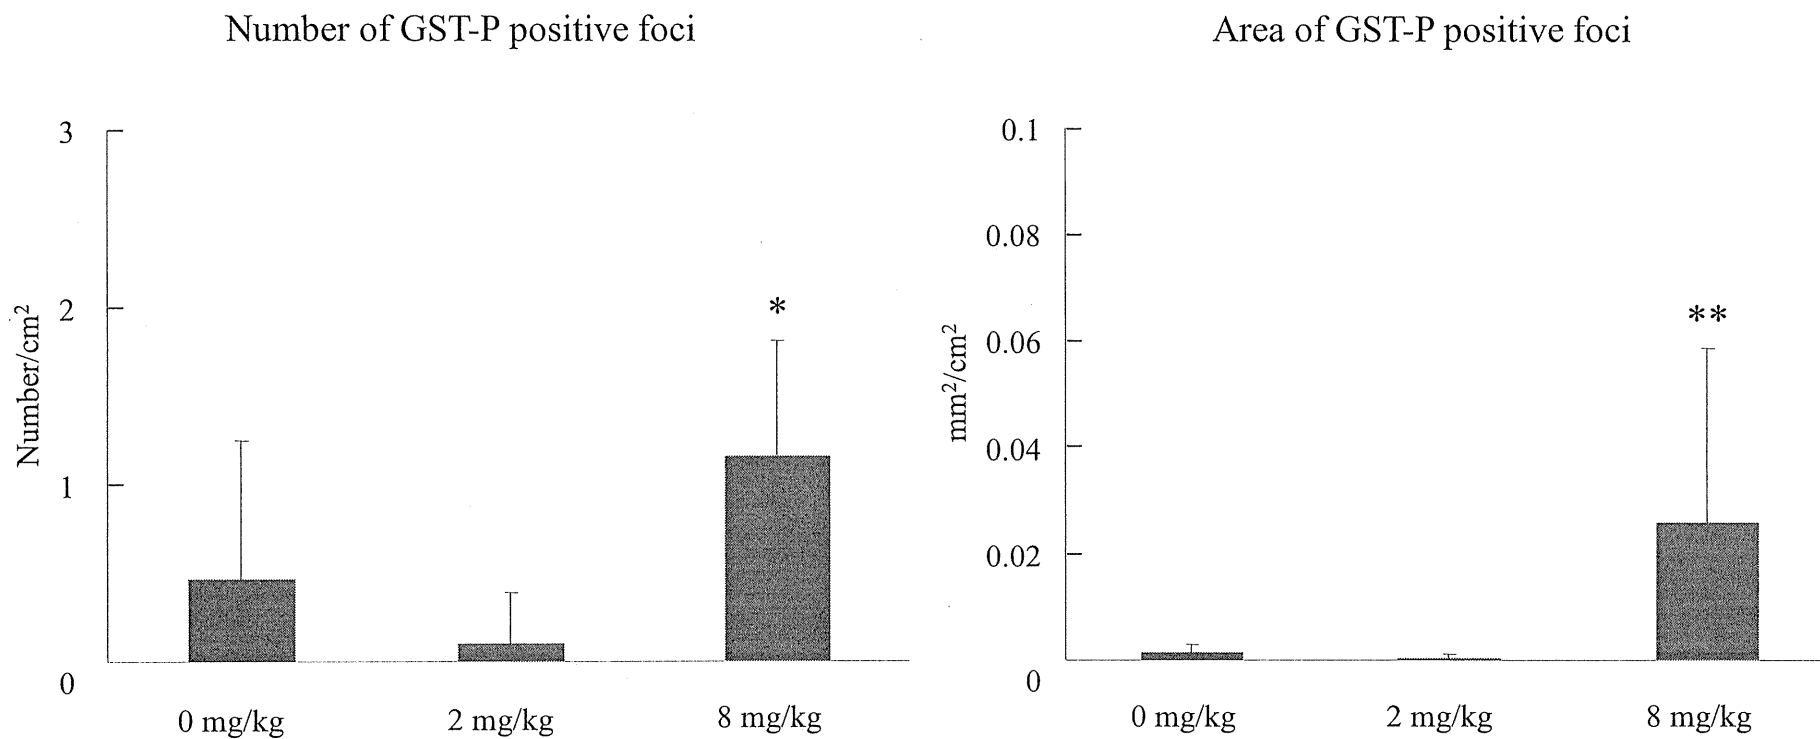 Number of GST-P positive foci
Number/cm²
3
2
1
0
*
0 mg/kg
2 mg/kg
8 mg/kg
Area of GST-P positive foci
mm²/cm²
0.1
0.08
0.06
0.04
0.02
0
**
0 mg/kg
2 mg/kg
8 mg/kg